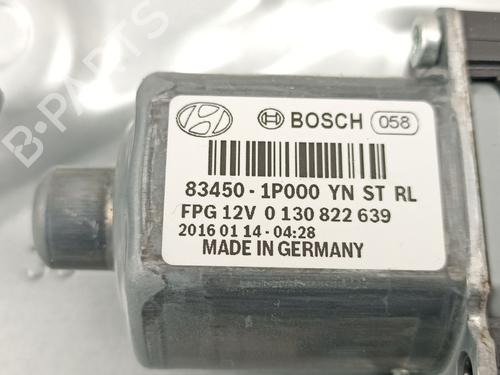 BOSCH 058
83450 - 1P000 YN ST RL
FPG 12V 0 130 822 639
2016 01 14 - 04:28
MADE IN GERMANY
B-PARTS